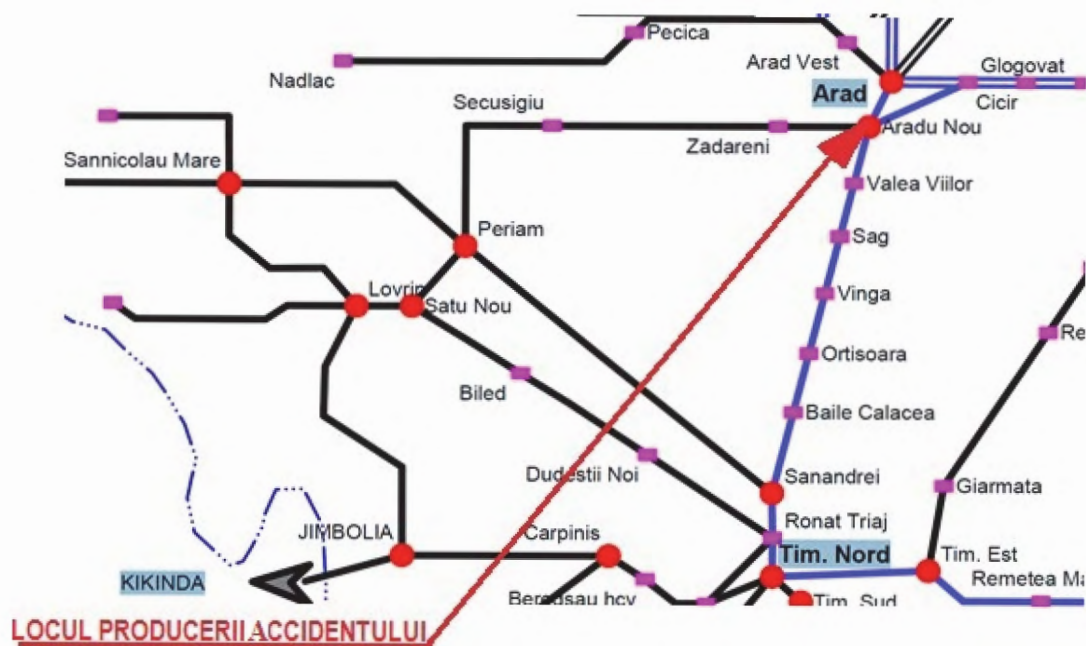 Pecica
Nadlac
Arad Vest
Glogovat
Arad
Cicir
Secusigiu
Aradu Nou
Zadareni
Sannicolau Mare
Valea Viilor
Periam
Sag
Lovrin
Satu Nou
Vinga
Ortisoara
Biled
Baile Calacea
Dudestii Noi
Sanandrei
Giarmata
Ronat Triaj
JIMBOLIA
Carpinis
Tim. Nord
Tim. Est
KIKINDA
Remetea
Tim. Sud
LOCUL PRODUCERII ACCIDENTULUI